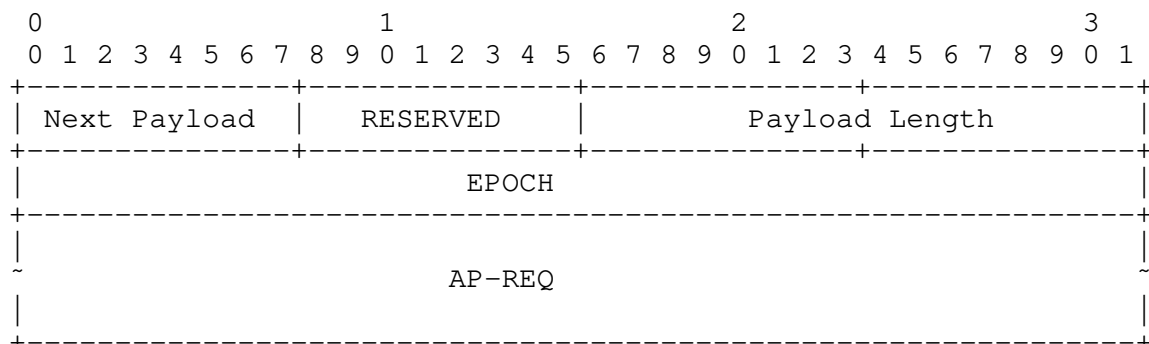 0 1 2 3
0 1 2 3 4 5 6 7 8 9 0 1 2 3 4 5 6 7 8 9 0 1 2 3 4 5 6 7 8 9 0 1
Next Payload RESERVED Payload Length
EPOCH
AP-REQ